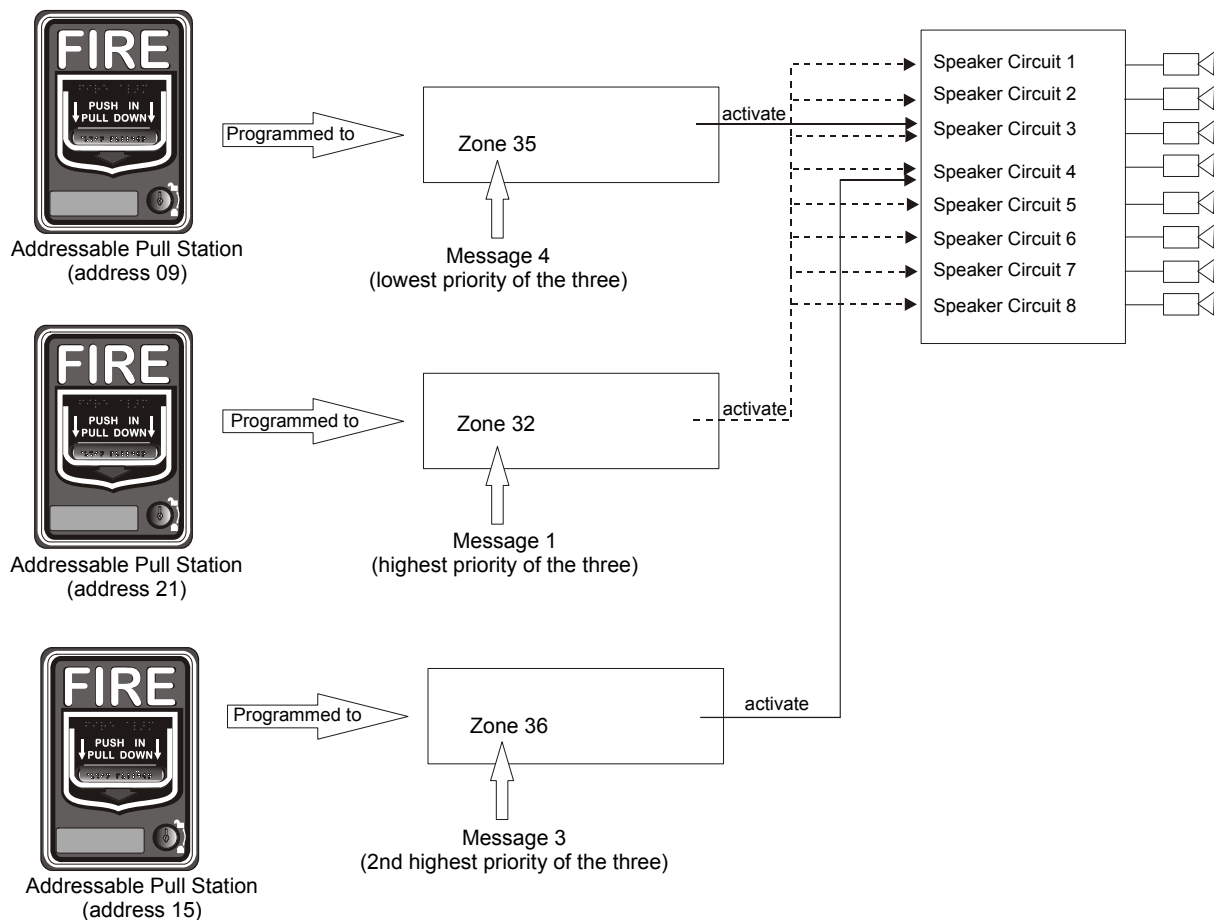 FIRE
PUSH IN
PULL DOWN
Addressable Pull Station
(address 09)
Programmed to
Zone 35
Message 4
(lowest priority of the three)
activate
FIRE
PUSH IN
PULL DOWN
Addressable Pull Station
(address 21)
Programmed to
Zone 32
Message 1
(highest priority of the three)
activate
FIRE
PUSH IN
PULL DOWN
Addressable Pull Station
(address 15)
Programmed to
Zone 36
Message 3
(2nd highest priority of the three)
activate
Speaker Circuit 1
Speaker Circuit 2
Speaker Circuit 3
Speaker Circuit 4
Speaker Circuit 5
Speaker Circuit 6
Speaker Circuit 7
Speaker Circuit 8